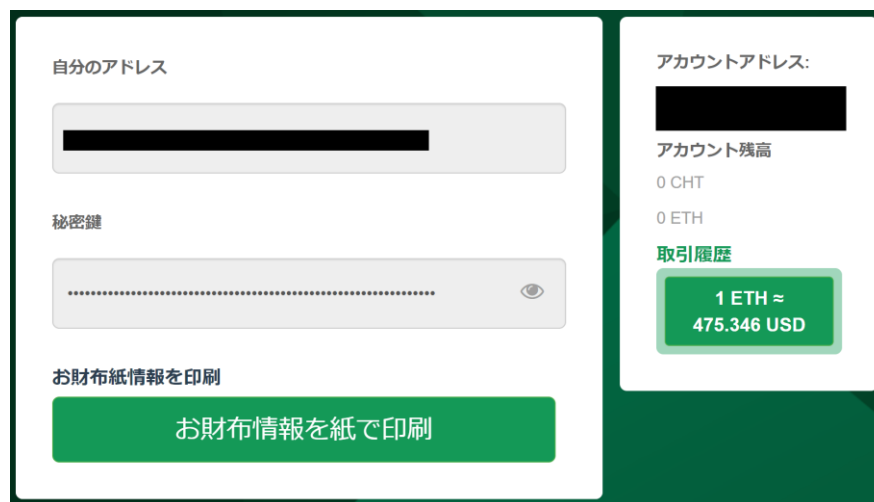 自分のアドレス
秘密鍵
お財布紙情報を印刷
お財布情報を紙で印刷
アカウントアドレス:
アカウント残高
0 CHT
0 ETH
取引履歴
1 ETH ≈
475.346 USD